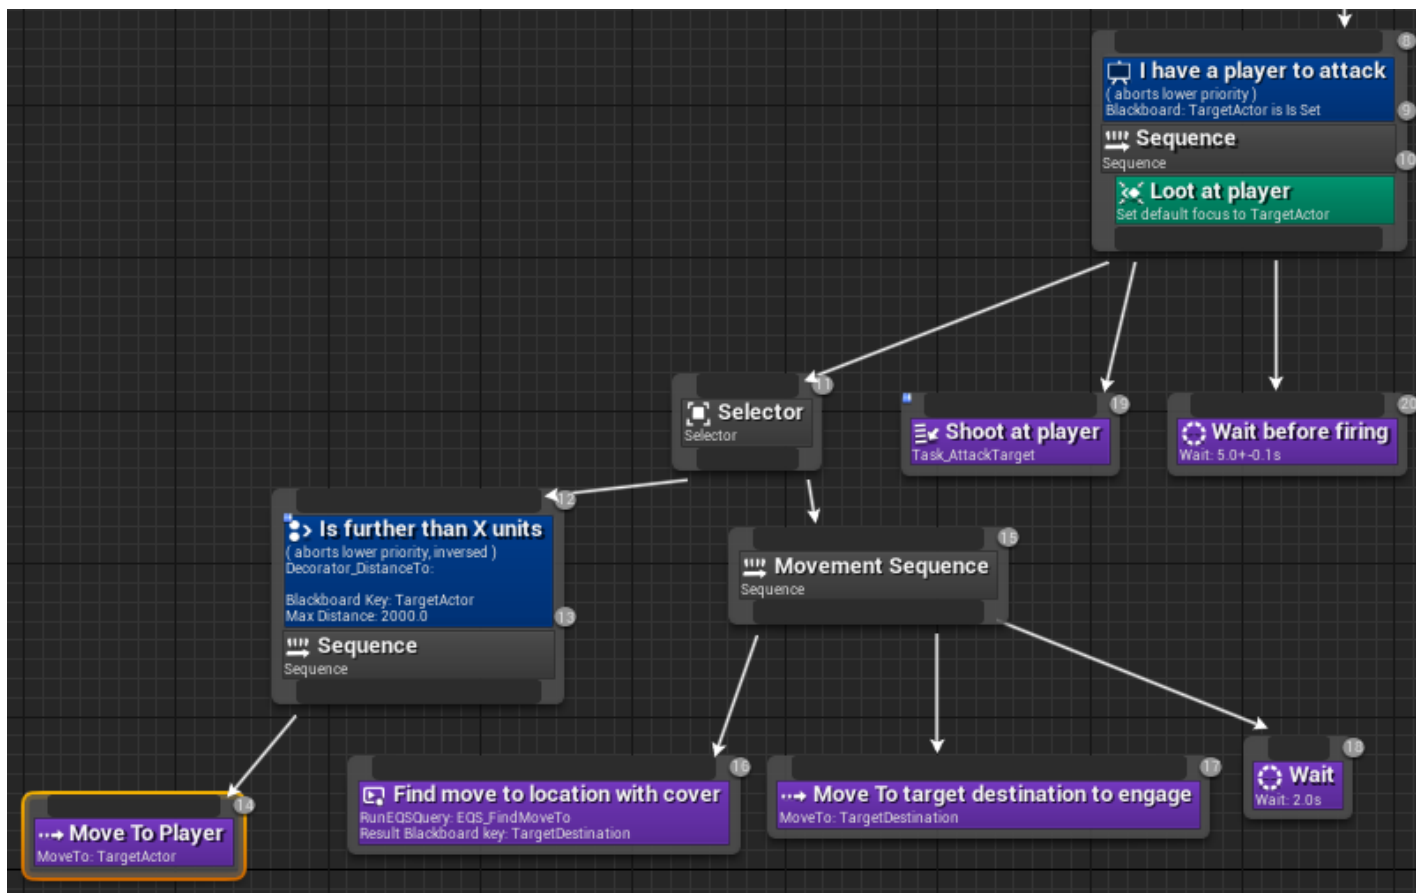 8
I have a player to attack
( aborts lower priority )
Blackboard: TargetActor is Is Set
9
Sequence
Sequence
10
Loot at player
Set default focus to TargetActor
11
Selector
Selector
19
Shoot at player
Task_AttackTarget
20
Wait before firing
Wait: 5.0+-0.1s
12
Is further than X units
( aborts lower priority, inversed )
Decorator_DistanceTo:
Blackboard Key: TargetActor
Max Distance: 2000.0
13
Sequence
Sequence
15
Movement Sequence
Sequence
14
Move To Player
MoveTo: TargetActor
16
Find move to location with cover
RunEQSQuery: EQS_FindMoveTo
Result Blackboard key: TargetDestination
17
Move To target destination to engage
MoveTo: TargetDestination
18
Wait
Wait: 2.0s